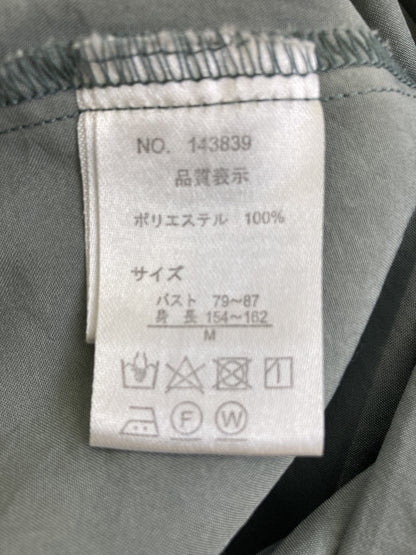 NO. 143839
品質表示
ポリエステル 100%
サイズ
バスト 79~87
身 長 154~162
M
F W